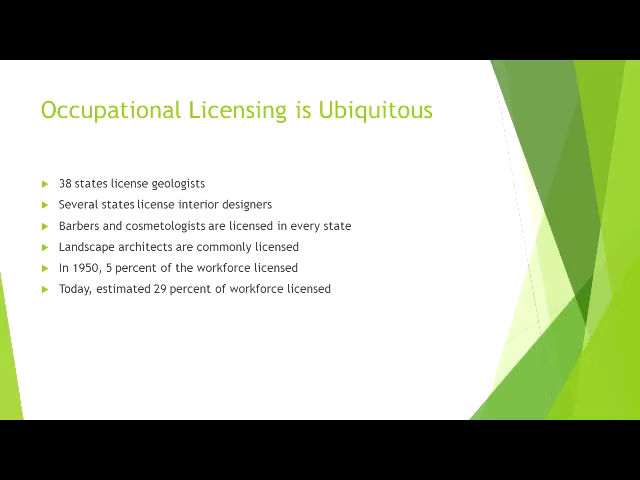 Occupational Licensing is Ubiquitous
38 states license geologists
Several states license interior designers
Barbers and cosmetologists are licensed in every state
Landscape architects are commonly licensed
In 1950, 5 percent of the workforce licensed
Today, estimated 29 percent of workforce licensed